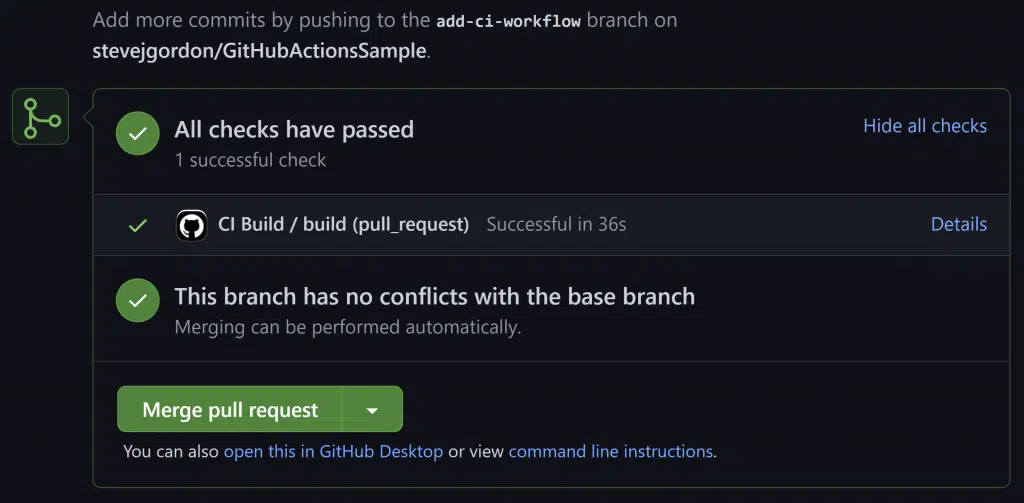 Add more commits by pushing to the add-ci-workflow branch on
stevejgordon/GitHubActionsSample.
All checks have passed
Hide all checks
1 successful check
CI Build / build (pull_request) Successful in 36s Details
This branch has no conflicts with the base branch
Merging can be performed automatically.
Merge pull request
You can also open this in GitHub Desktop or view command line instructions.